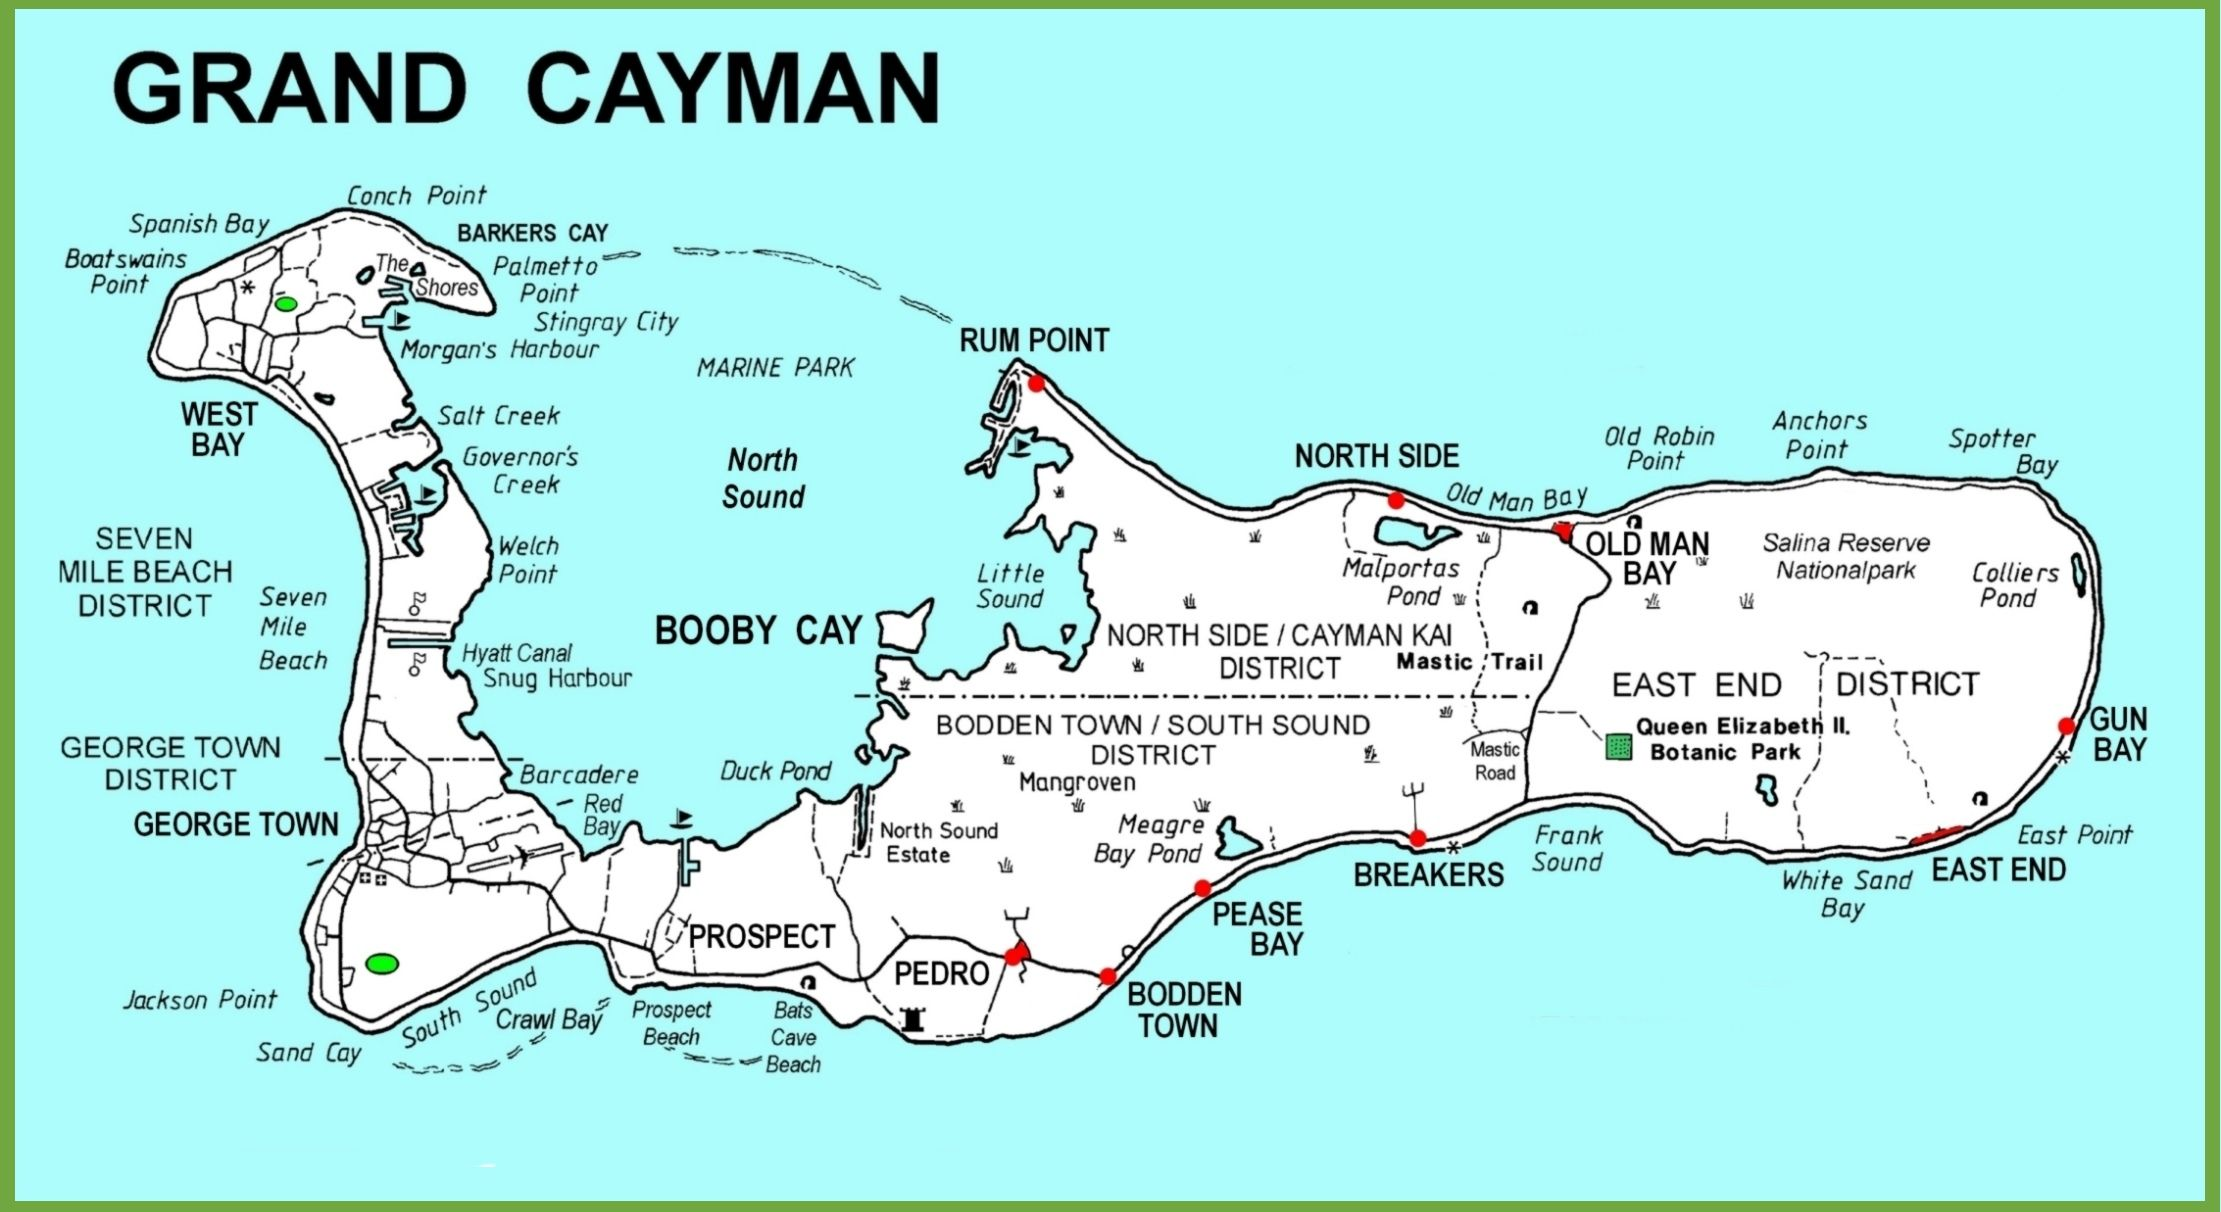 GRAND CAYMAN
Conch Point
Spanish Bay
BARKERS CAY
Boatswains
Point
The
Shores
Palmetto
Point
Stingray City
Morgan's Harbour
RUM POINT
MARINE PARK
WEST
BAY
Salt Creek
Governor's
Creek
North
Sound
NORTH SIDE
Old Man Bay
Old Robin
Point
Anchors
Point
Spotter
Bay
SEVEN
MILE BEACH
DISTRICT
Seven
Mile
Beach
Welch
Point
Little
Sound
Malportas
Pond
OLD MAN
BAY
Salina Reserve
Nationalpark
Colliers
Pond
BOOBY CAY
Hyatt Canal
Snug Harbour
NORTH SIDE / CAYMAN KAI
DISTRICT
Mastic Trail
EAST END DISTRICT
GEORGE TOWN
DISTRICT
BODDEN TOWN / SOUTH SOUND
DISTRICT
Mangroven
Mastic
Road
Queen Elizabeth II.
Botanic Park
GUN
BAY
Barcadere
Red
Bay
Duck Pond
GEORGE TOWN
North Sound
Estate
Meagre
Bay Pond
BREAKERS
Frank
Sound
East Point
EAST END
White Sand
Bay
PEASE
BAY
PROSPECT
PEDRO
BODDEN
TOWN
Jackson Point
Sand Cay
South Sound
Crawl Bay
Prospect
Beach
Bats
Cave
Beach